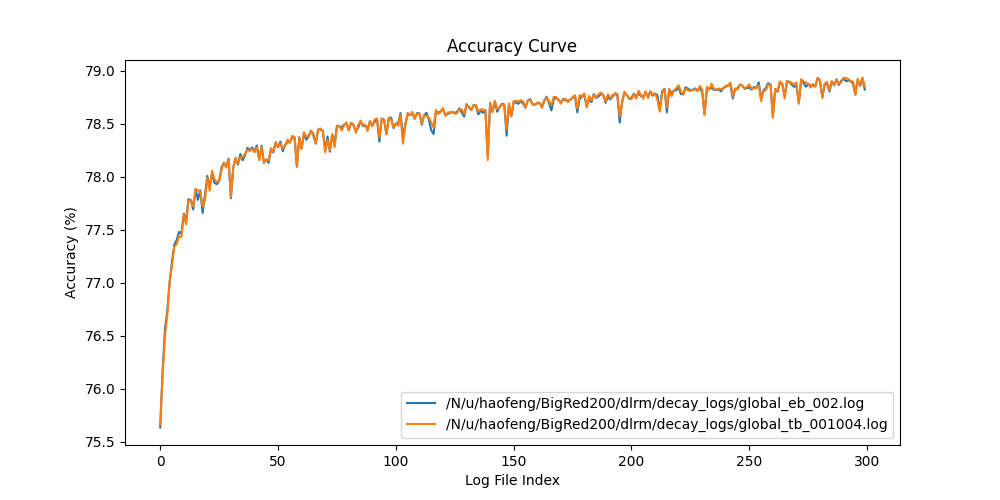 Accuracy Curve
79.0
78.5
78.0
77.5
77.0
76.5
76.0
75.5
Accuracy (%)
/N/u/haofeng/BigRed200/dlrm/decay_logs/global_eb_002.log
/N/u/haofeng/BigRed200/dlrm/decay_logs/global_tb_001004.log
0 50 100 150 200 250 300
Log File Index